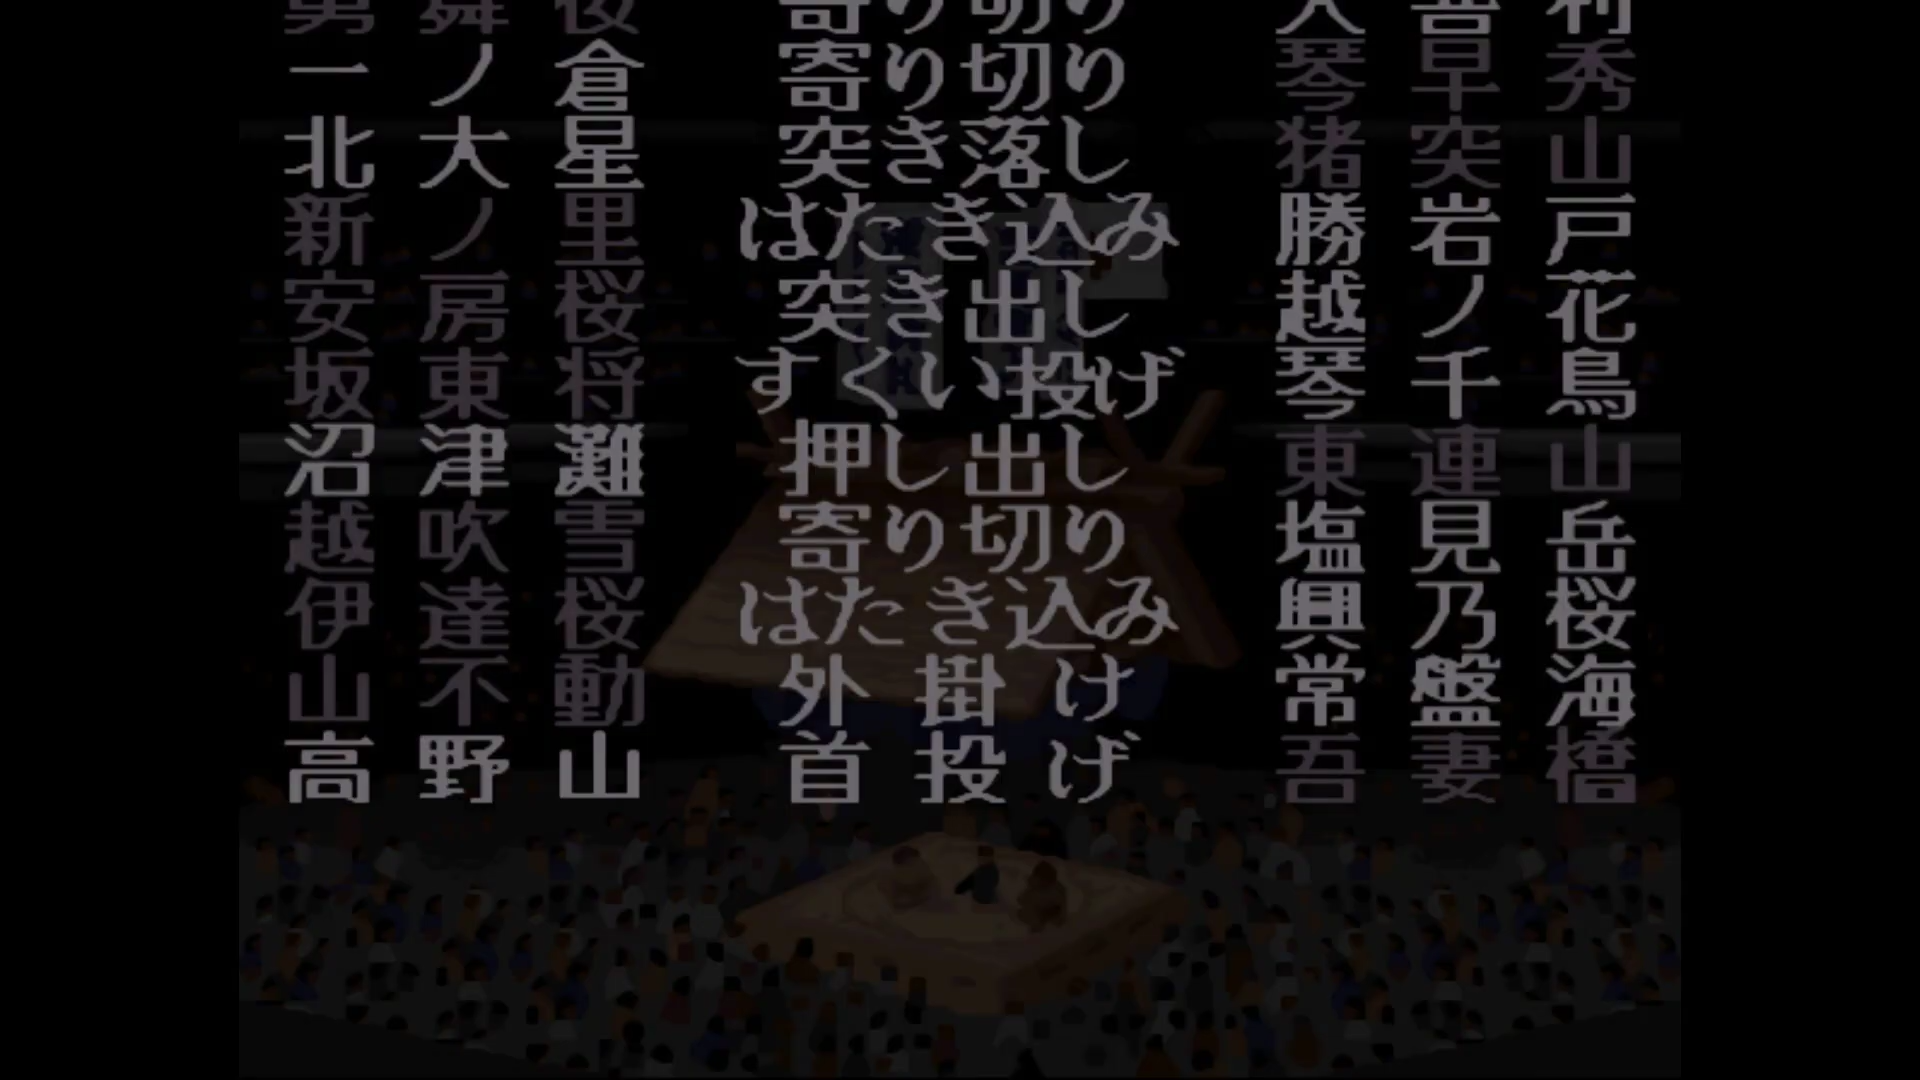 一ノ倉 寄り切り 琴早秀
北大星 突き落し 猪突山
新ノ里 はたき込み 勝岩戸
安房桜 突き出し 越ノ花
坂東将 すくい投げ 琴千鳥
沼津灘 押し出し 東連山
越吹雪 寄り切り 塩見岳
伊達桜 はたき込み 興乃桜
山不動 外掛け 常盤海
高野山 首投げ 吾妻橋